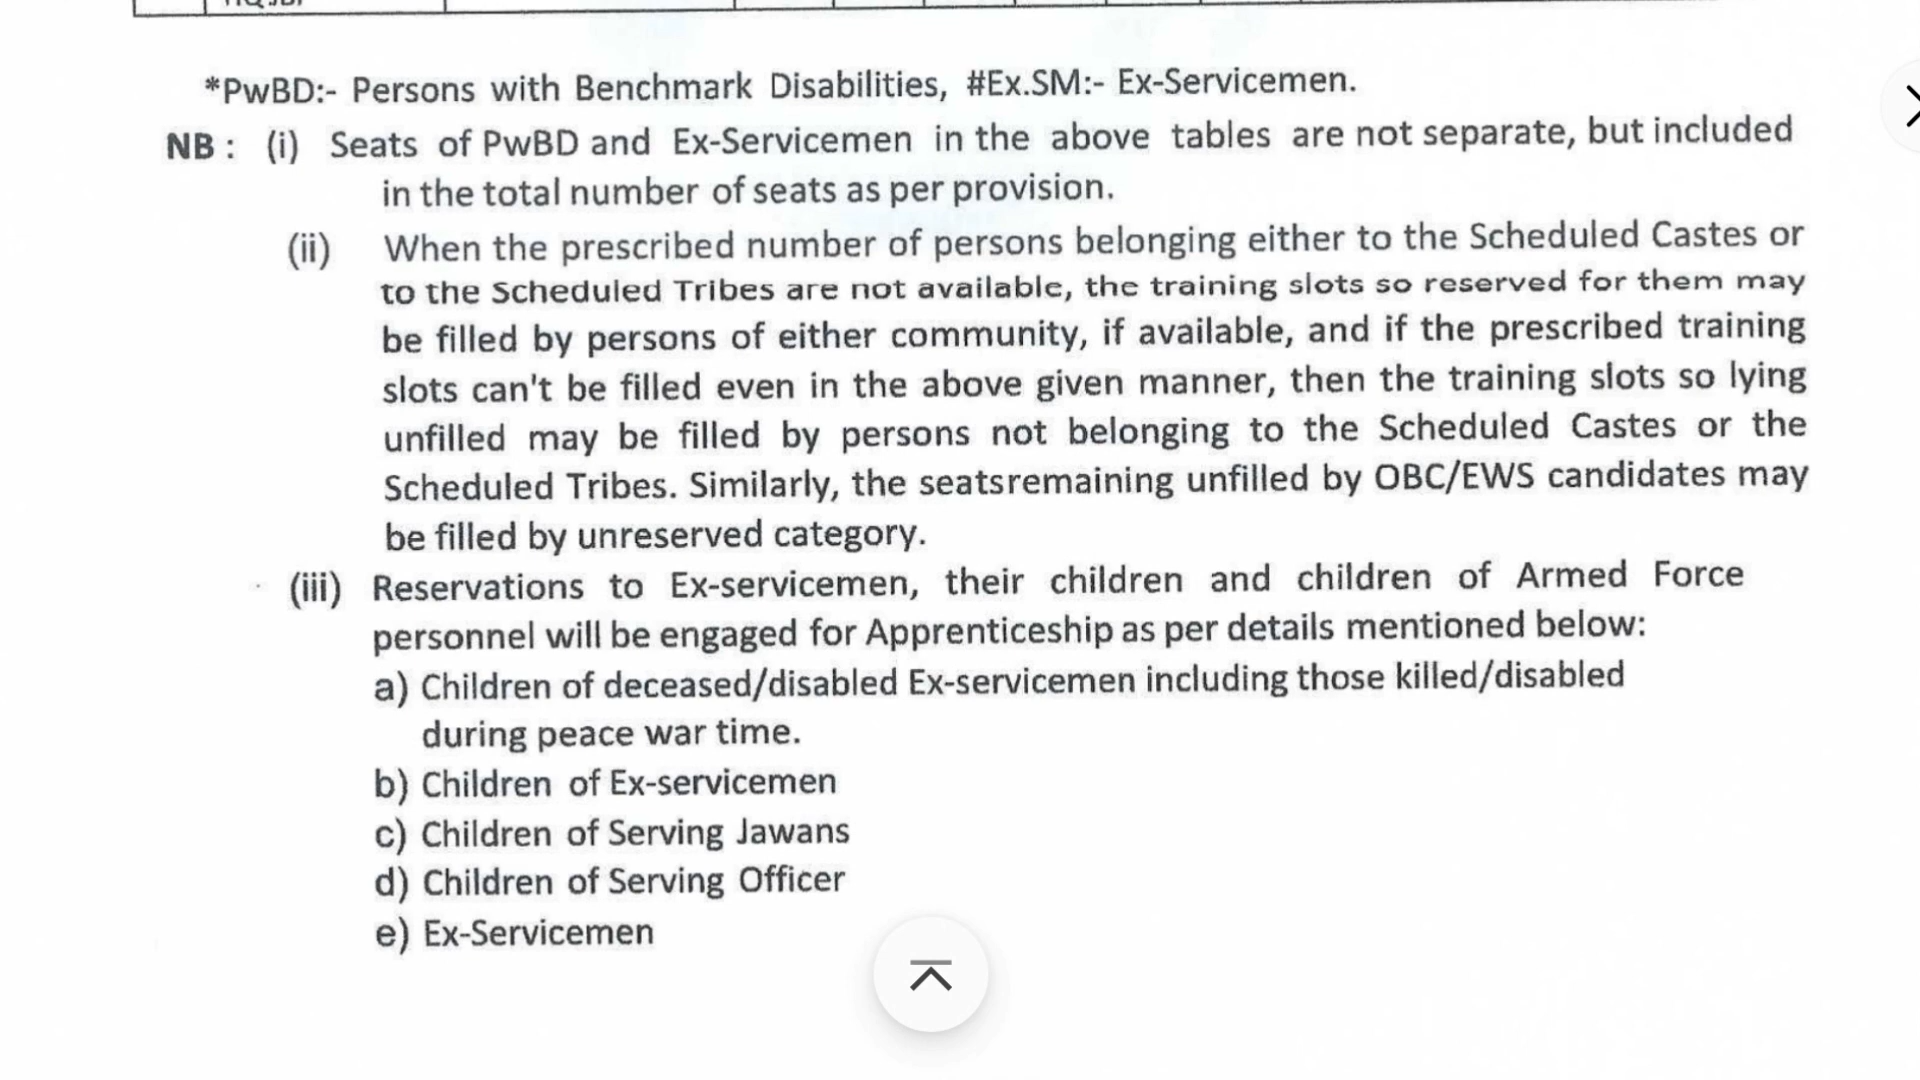 *PwBD:- Persons with Benchmark Disabilities, #Ex.SM:- Ex-Servicemen.
NB : (i) Seats of PwBD and Ex-Servicemen in the above tables are not separate, but included
in the total number of seats as per provision.
(ii) When the prescribed number of persons belonging either to the Scheduled Castes or
to the Scheduled Tribes are not available, the training slots so reserved for them may
be filled by persons of either community, if available, and if the prescribed training
slots can't be filled even in the above given manner, then the training slots so lying
unfilled may be filled by persons not belonging to the Scheduled Castes or the
Scheduled Tribes. Similarly, the seatsremaining unfilled by OBC/EWS candidates may
be filled by unreserved category.
(iii) Reservations to Ex-servicemen, their children and children of Armed Force
personnel will be engaged for Apprenticeship as per details mentioned below:
a) Children of deceased/disabled Ex-servicemen including those killed/disabled
during peace war time.
b) Children of Ex-servicemen
c) Children of Serving Jawans
d) Children of Serving Officer
e) Ex-Servicemen